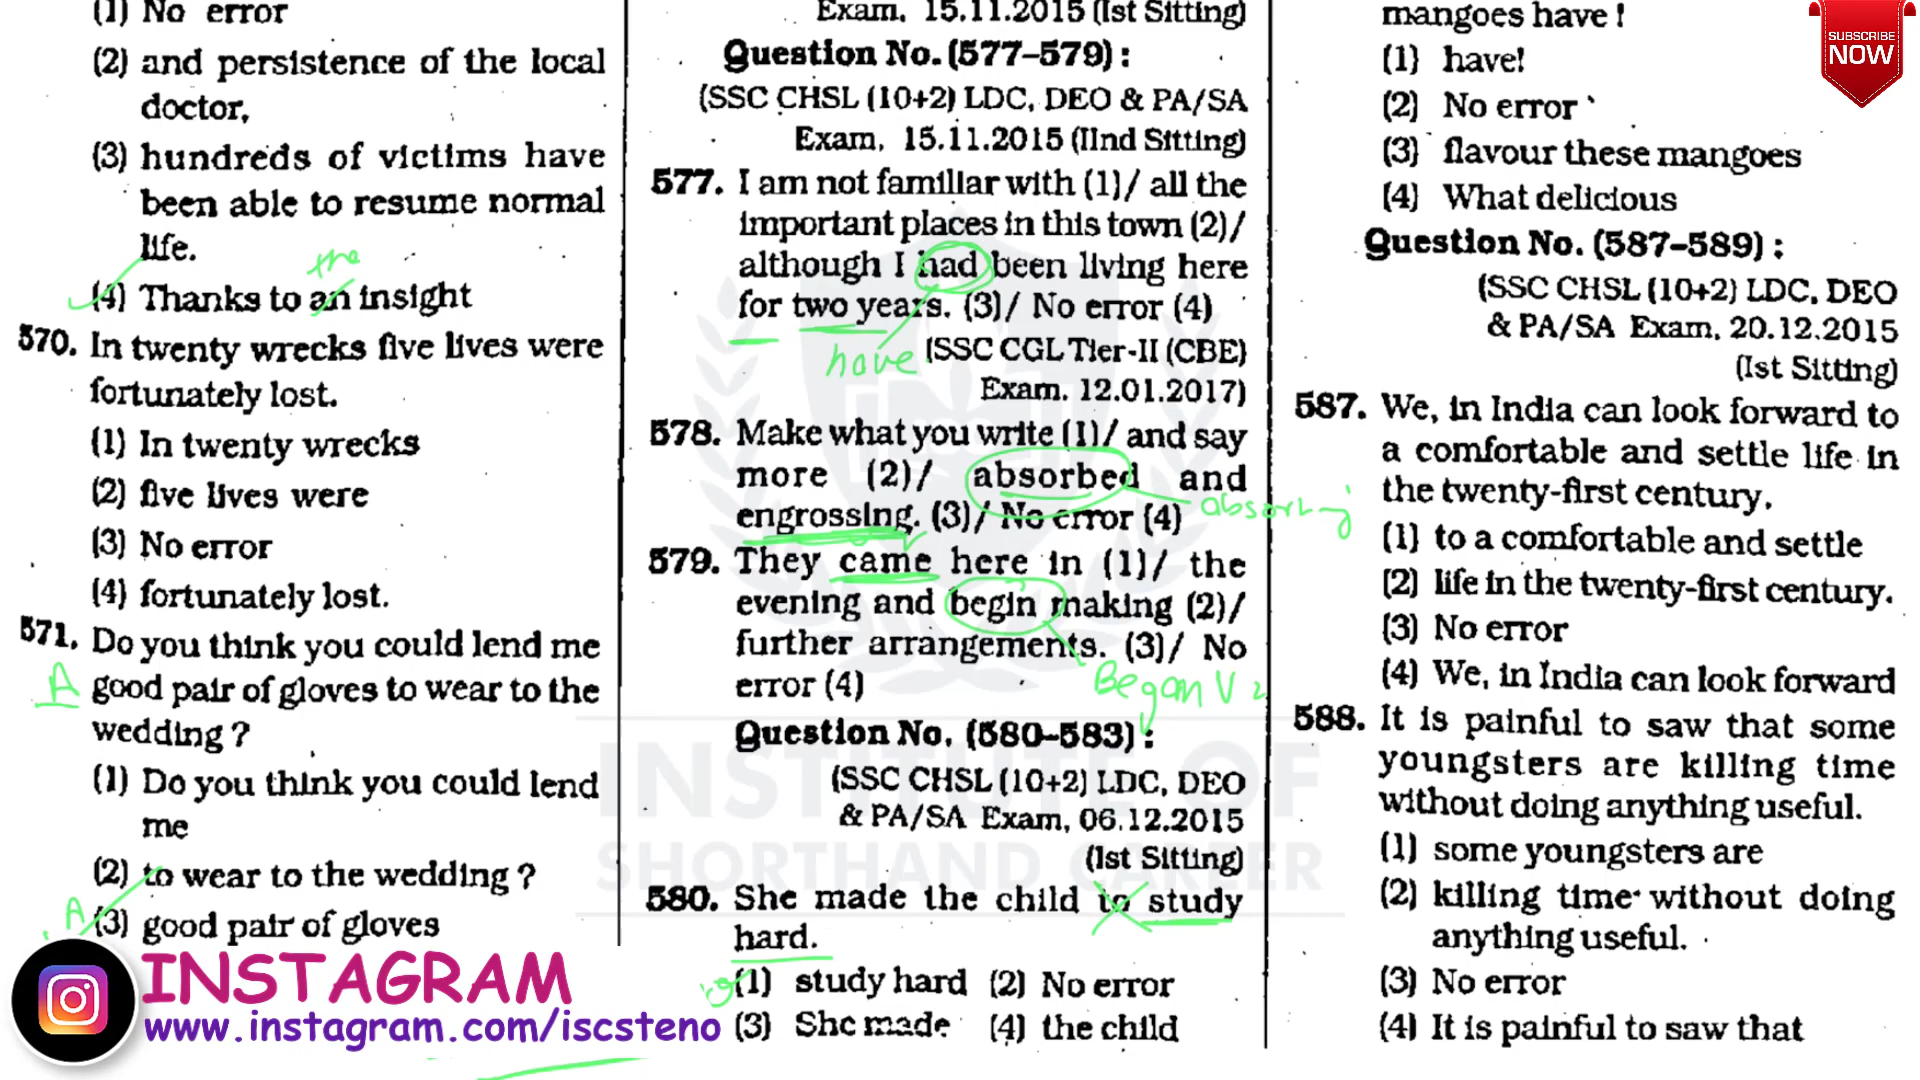 (1) No error
(2) and persistence of the local
doctor,
(3) hundreds of victims have
been able to resume normal
life.
the
(4) Thanks to an insight
570. In twenty wrecks five lives were
fortunately lost.
(1) In twenty wrecks
(2) five lives were
(3) No error
(4) fortunately lost.
571. Do you think you could lend me
A good pair of gloves to wear to the
wedding ?
(1) Do you think you could lend
me
(2) to wear to the wedding ?
A (3) good pair of gloves
INSTAGRAM
www.instagram.com/iscsteno
Exam, 15.11.2015 (Ist Sitting)
Question No. (577–579) :
(SSC CHSL (10+2) LDC, DEO & PA/SA
Exam, 15.11.2015 (IInd Sitting)
577. I am not familiar with (1)/ all the
important places in this town (2)/
although I had been living here
for two years. (3)/ No error (4)
have (SSC CGL Tier-II (CBE)
Exam. 12.01.2017)
578. Make what you write (1)/ and say
more (2)/ absorbed and
engrossing. (3)/ No error (4)
579. They came here in (1)/ the
evening and begin making (2)/
further arrangements. (3)/ No
error (4)
Began V2
Question No. (580–583) :
(SSC CHSL (10+2) LDC, DEO
& PA/SA Exam, 06.12.2015
(Ist Sitting)
INSTITUTE OF
SHORTHAND CAREER
580. She made the child to study
hard.
(1) study hard (2) No error
(3) She made (4) the child
mangoes have !
(1) have!
(2) No error
(3) flavour these mangoes
(4) What delicious
Question No. (587–589) :
(SSC CHSL (10+2) LDC, DEO
& PA/SA Exam, 20.12.2015
(Ist Sitting)
587. We, in India can look forward to
a comfortable and settle life in
the twenty-first century.
(1) to a comfortable and settle
(2) life in the twenty-first century.
(3) No error
(4) We, in India can look forward
588. It is painful to saw that some
youngsters are killing time
without doing anything useful.
(1) some youngsters are
(2) killing time without doing
anything useful.
(3) No error
(4) It is painful to saw that
SUBSCRIBE
NOW